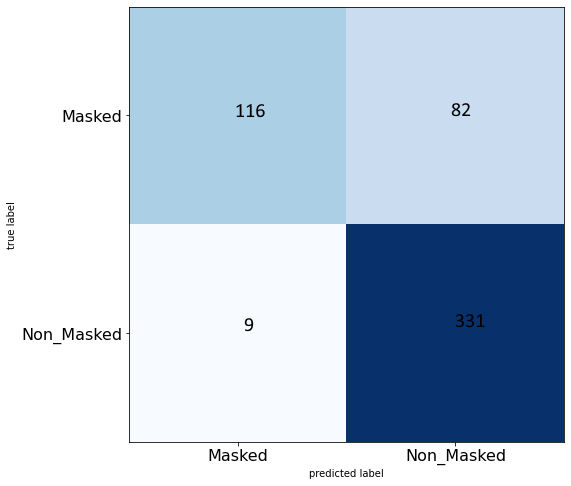 116 82
Masked
true label
9 331
Non_Masked
Masked Non_Masked
predicted label